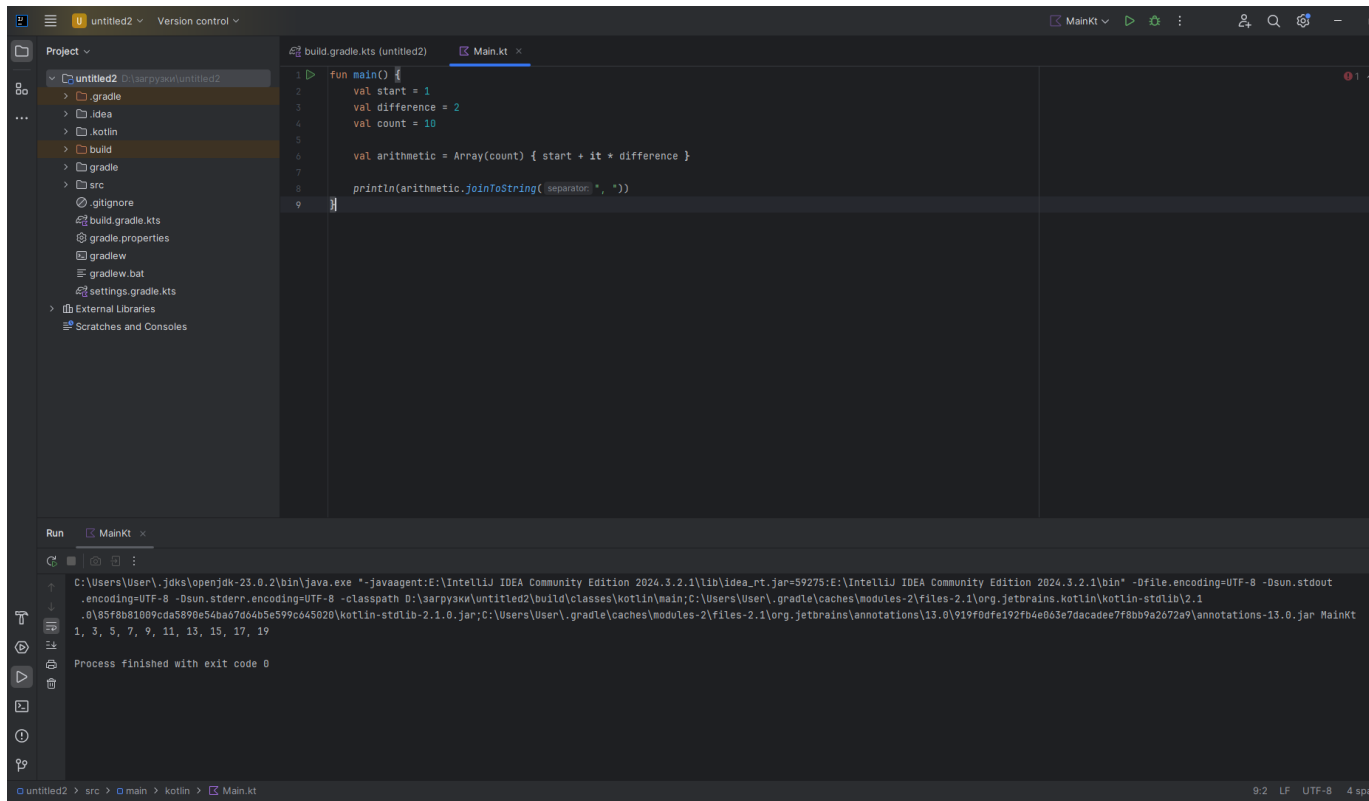 U untitled2 Version control MainKt
Project build.gradle.kts (untitled2) Main.kt
untitled2 D:\загрузки\untitled2
.gradle
.idea
.kotlin
build
gradle
src
.gitignore
build.gradle.kts
gradle.properties
gradlew
gradlew.bat
settings.gradle.kts
External Libraries
Scratches and Consoles
1 fun main() {
2 val start = 1
3 val difference = 2
4 val count = 10
5
6 val arithmetic = Array(count) { start + it * difference }
7
8 println(arithmetic.joinToString( separator: ", "))
9 }
1
Run MainKt
C:\Users\User\.jdks\openjdk-23.0.2\bin\java.exe "-javaagent:E:\IntelliJ IDEA Community Edition 2024.3.2.1\lib\idea_rt.jar=59275:E:\IntelliJ IDEA Community Edition 2024.3.2.1\bin" -Dfile.encoding=UTF-8 -Dsun.stdout
.encoding=UTF-8 -Dsun.stderr.encoding=UTF-8 -classpath D:\загрузки\untitled2\build\classes\kotlin\main;C:\Users\User\.gradle\caches\modules-2\files-2.1\org.jetbrains.kotlin\kotlin-stdlib\2.1
.0\85f8b81009cda5890e54ba67d64b5e599c645020\kotlin-stdlib-2.1.0.jar;C:\Users\User\.gradle\caches\modules-2\files-2.1\org.jetbrains\annotations\13.0\919f0dfe192fb4e063e7dacadee7f8bb9a2672a9\annotations-13.0.jar MainKt
1, 3, 5, 7, 9, 11, 13, 15, 17, 19
Process finished with exit code 0
untitled2 > src > main > kotlin > Main.kt 9:2 LF UTF-8 4 spa